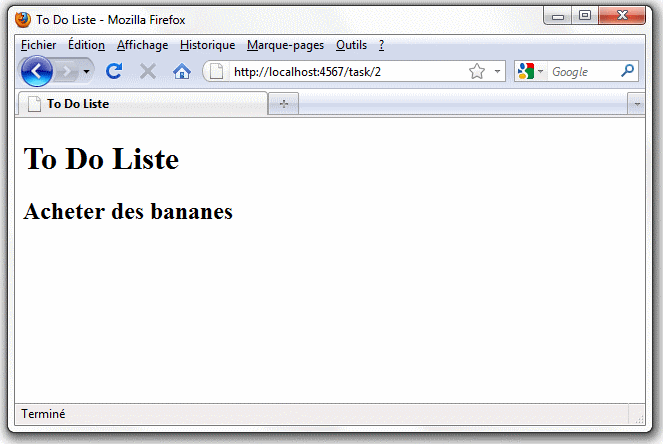 To Do Liste - Mozilla Firefox
Fichier Édition Affichage Historique Marque-pages Outils ?
http://localhost:4567/task/2 Google
To Do Liste
To Do Liste
Acheter des bananes
Terminé